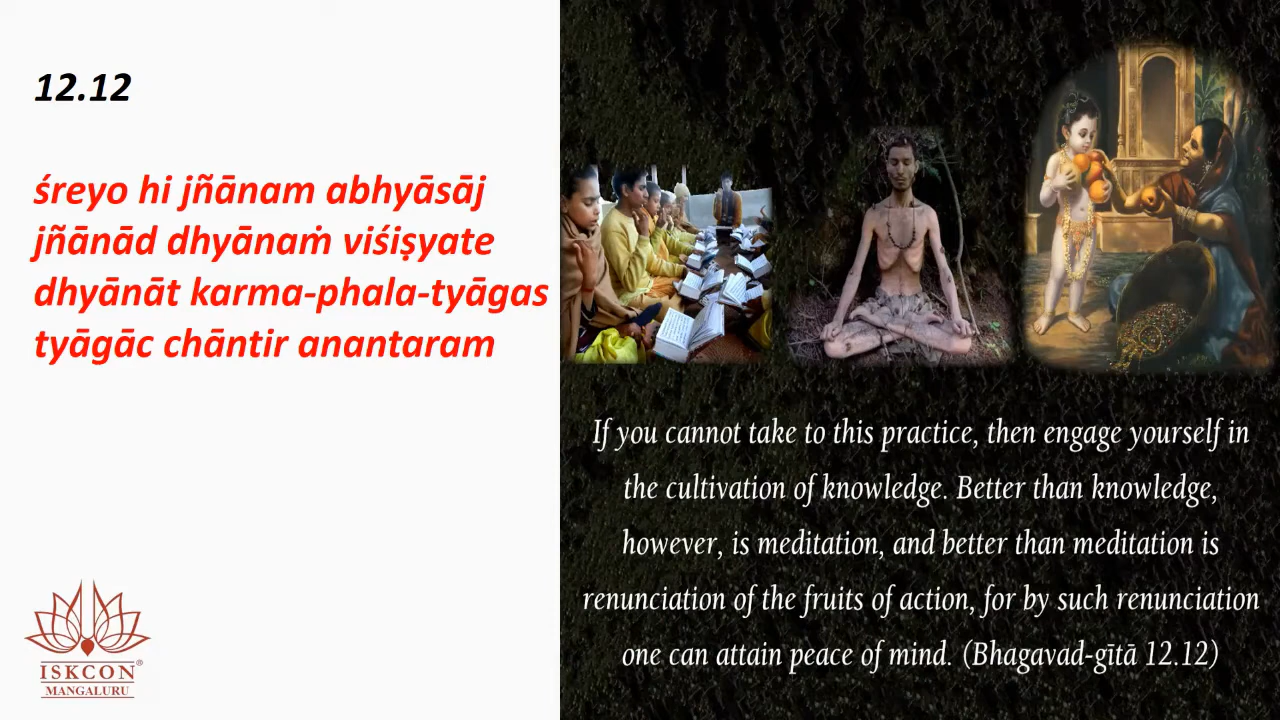 12.12
śreyo hi jñānam abhyāsāj
jñānād dhyānaṁ viśiṣyate
dhyānāt karma-phala-tyāgas
tyāgāc chāntir anantaram
ISKCON®
MANGALURU
If you cannot take to this practice, then engage yourself in
the cultivation of knowledge. Better than knowledge,
however, is meditation, and better than meditation is
renunciation of the fruits of action, for by such renunciation
one can attain peace of mind. (Bhagavad-gītā 12.12)